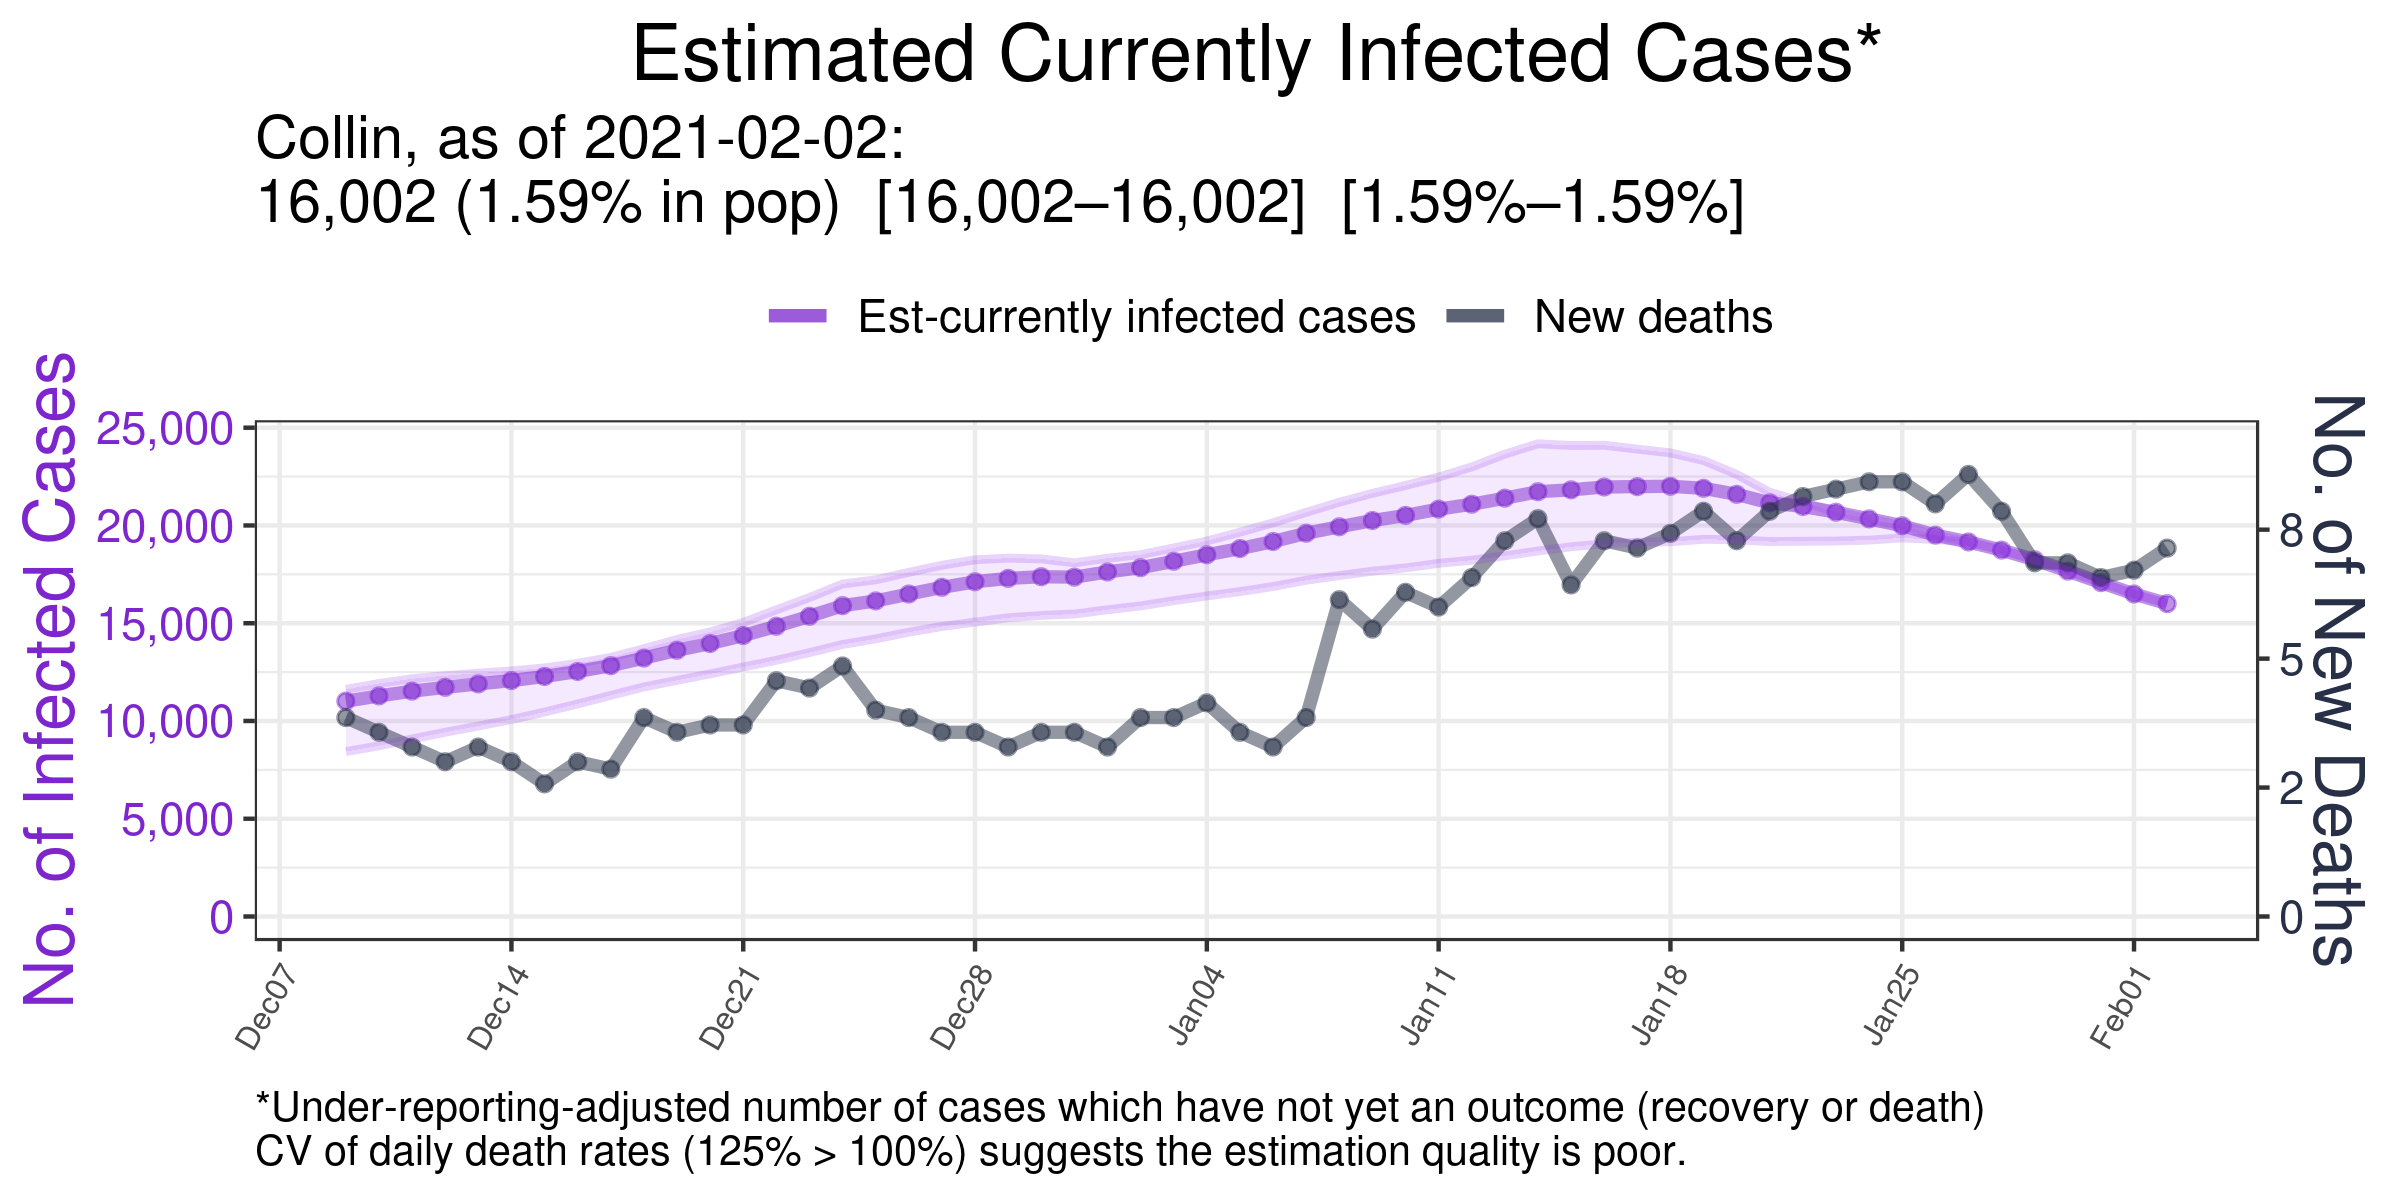 Estimated Currently Infected Cases*
Collin, as of 2021-02-02:
16,002 (1.59% in pop) [16,002–16,002] [1.59%–1.59%]
Est-currently infected cases
New deaths
No. of Infected Cases
25,000
20,000
15,000
10,000
5,000
0
No. of New Deaths
8
5
2
0
Dec07
Dec14
Dec21
Dec28
Jan04
Jan11
Jan18
Jan25
Feb01
*Under-reporting-adjusted number of cases which have not yet an outcome (recovery or death)
CV of daily death rates (125% > 100%) suggests the estimation quality is poor.